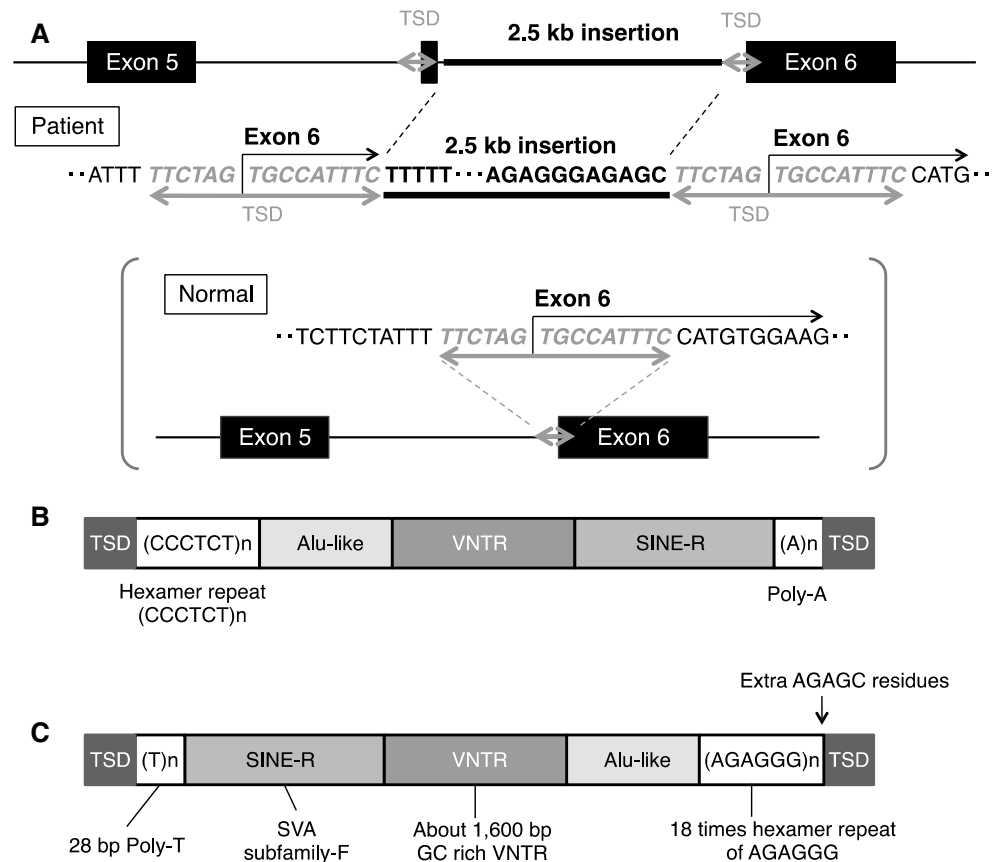 A
TSD
TSD
2.5 kb insertion
Exon 5
Exon 6
Patient
Exon 6
2.5 kb insertion
Exon 6
··ATTT TTCTAG TGCCATTTC TTTTT···AGAGGGAGAGC TTCTAG TGCCATTTC CATG··
TSD
TSD
Normal
Exon 6
··TCTTCTATTT TTCTAG TGCCATTTC CATGTGGAAG··
Exon 5
Exon 6
B
TSD (CCCTCT)n Alu-like VNTR SINE-R (A)n TSD
Hexamer repeat
(CCCTCT)n
Poly-A
Extra AGAGC residues
C
TSD (T)n SINE-R VNTR Alu-like (AGAGGG)n TSD
28 bp Poly-T
SVA
subfamily-F
About 1,600 bp
GC rich VNTR
18 times hexamer repeat
of AGAGGG